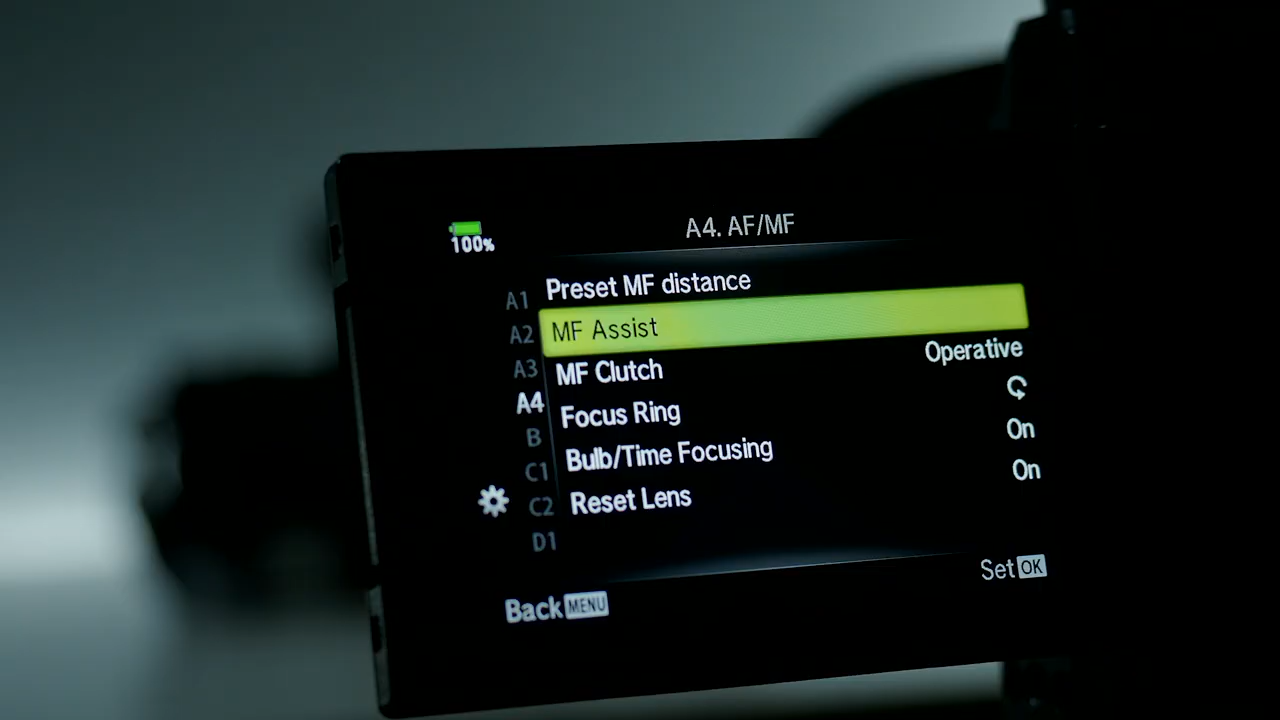 100%
A4. AF/MF
A1
Preset MF distance
A2
MF Assist
A3
MF Clutch
Operative
A4
Focus Ring
B
Bulb/Time Focusing
On
C1
Reset Lens
On
C2
D1
Set OK
Back MENU